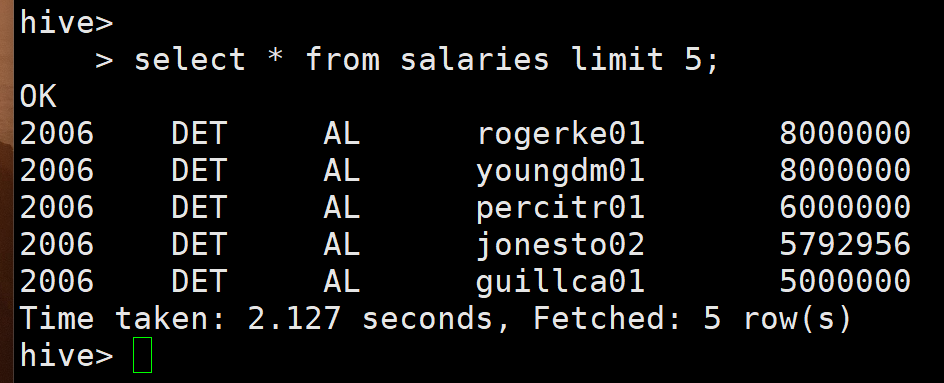 hive>
    > select * from salaries limit 5;
OK
2006    DET     AL      rogerke01       8000000
2006    DET     AL      youngdm01       8000000
2006    DET     AL      percitr01       6000000
2006    DET     AL      jonesto02       5792956
2006    DET     AL      guillca01       5000000
Time taken: 2.127 seconds, Fetched: 5 row(s)
hive>